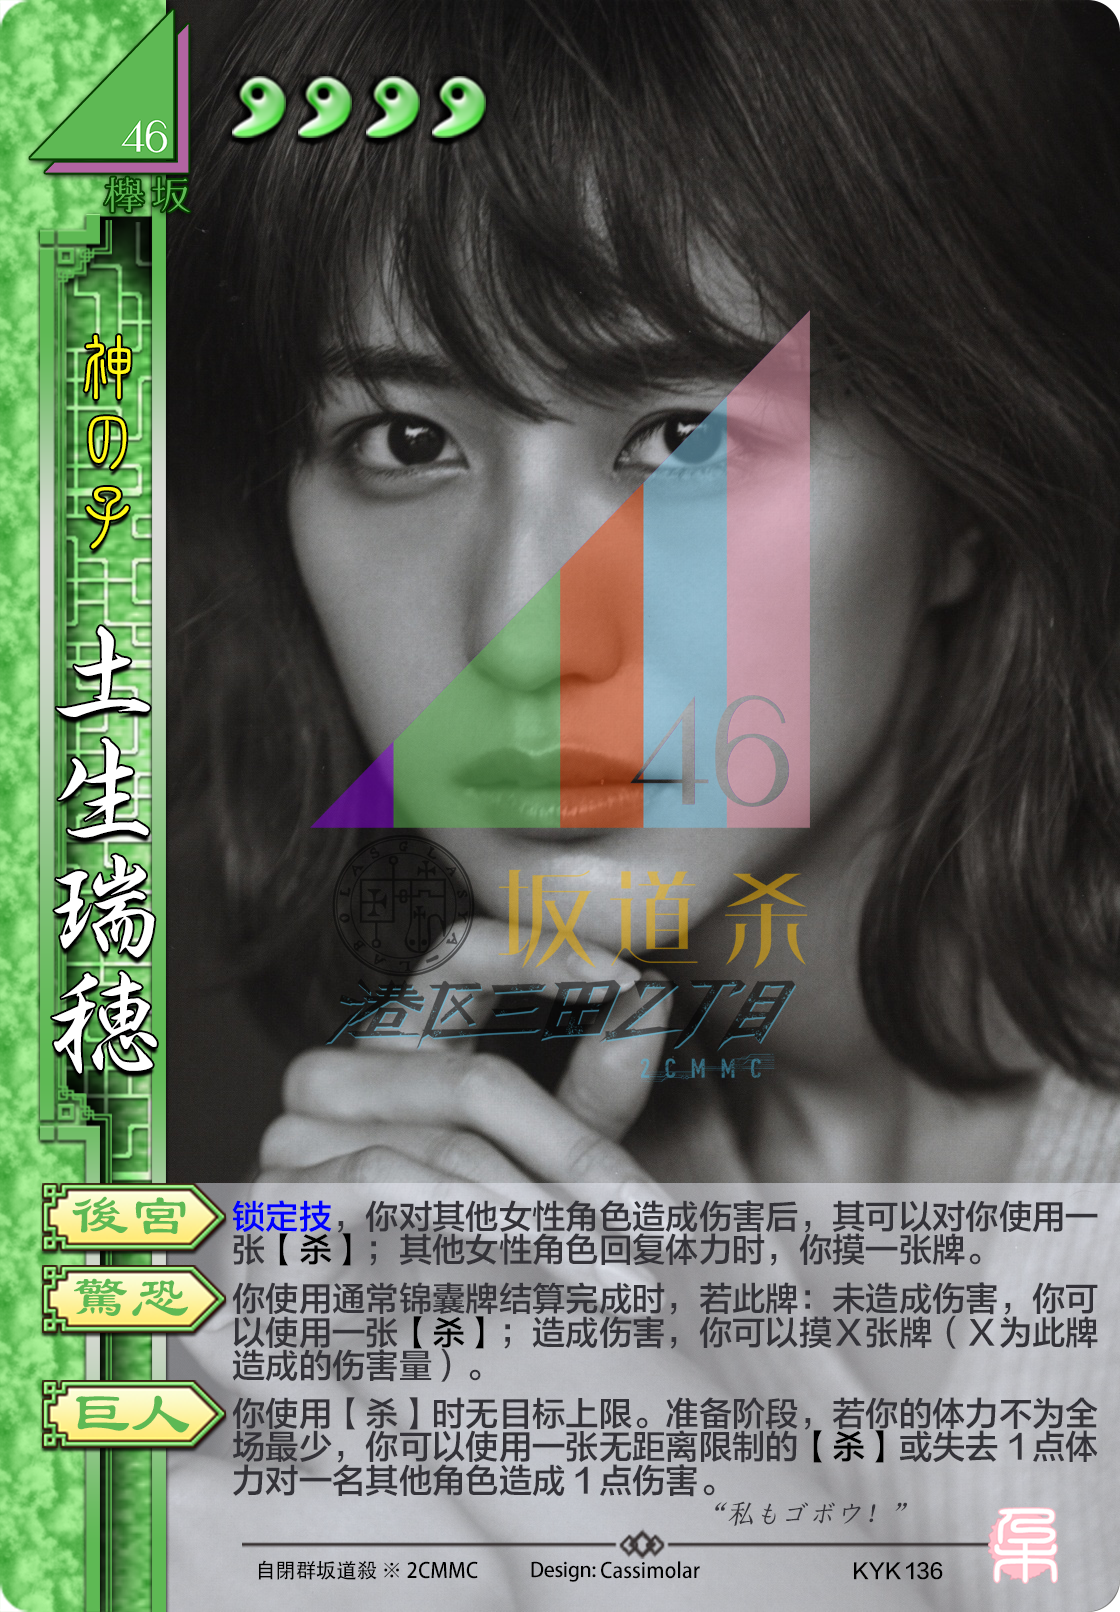 46
欅坂
神の子
土生瑞穂
46
坂道杀
港区三田乙丁目
2CMMC
後宮
锁定技，你对其他女性角色造成伤害后，其可以对你使用一
张【杀】；其他女性角色回复体力时，你摸一张牌。
驚恐
你使用通常锦囊牌结算完成时，若此牌：未造成伤害，你可
以使用一张【杀】；造成伤害，你可以摸X张牌（X为此牌
造成的伤害量）。
巨人
你使用【杀】时无目标上限。准备阶段，若你的体力不为全
场最少，你可以使用一张无距离限制的【杀】或失去1点体
力对一名其他角色造成1点伤害。
“私もゴボウ！”
自閉群坂道殺 ※ 2CMMC
Design: Cassimolar
KYK 136